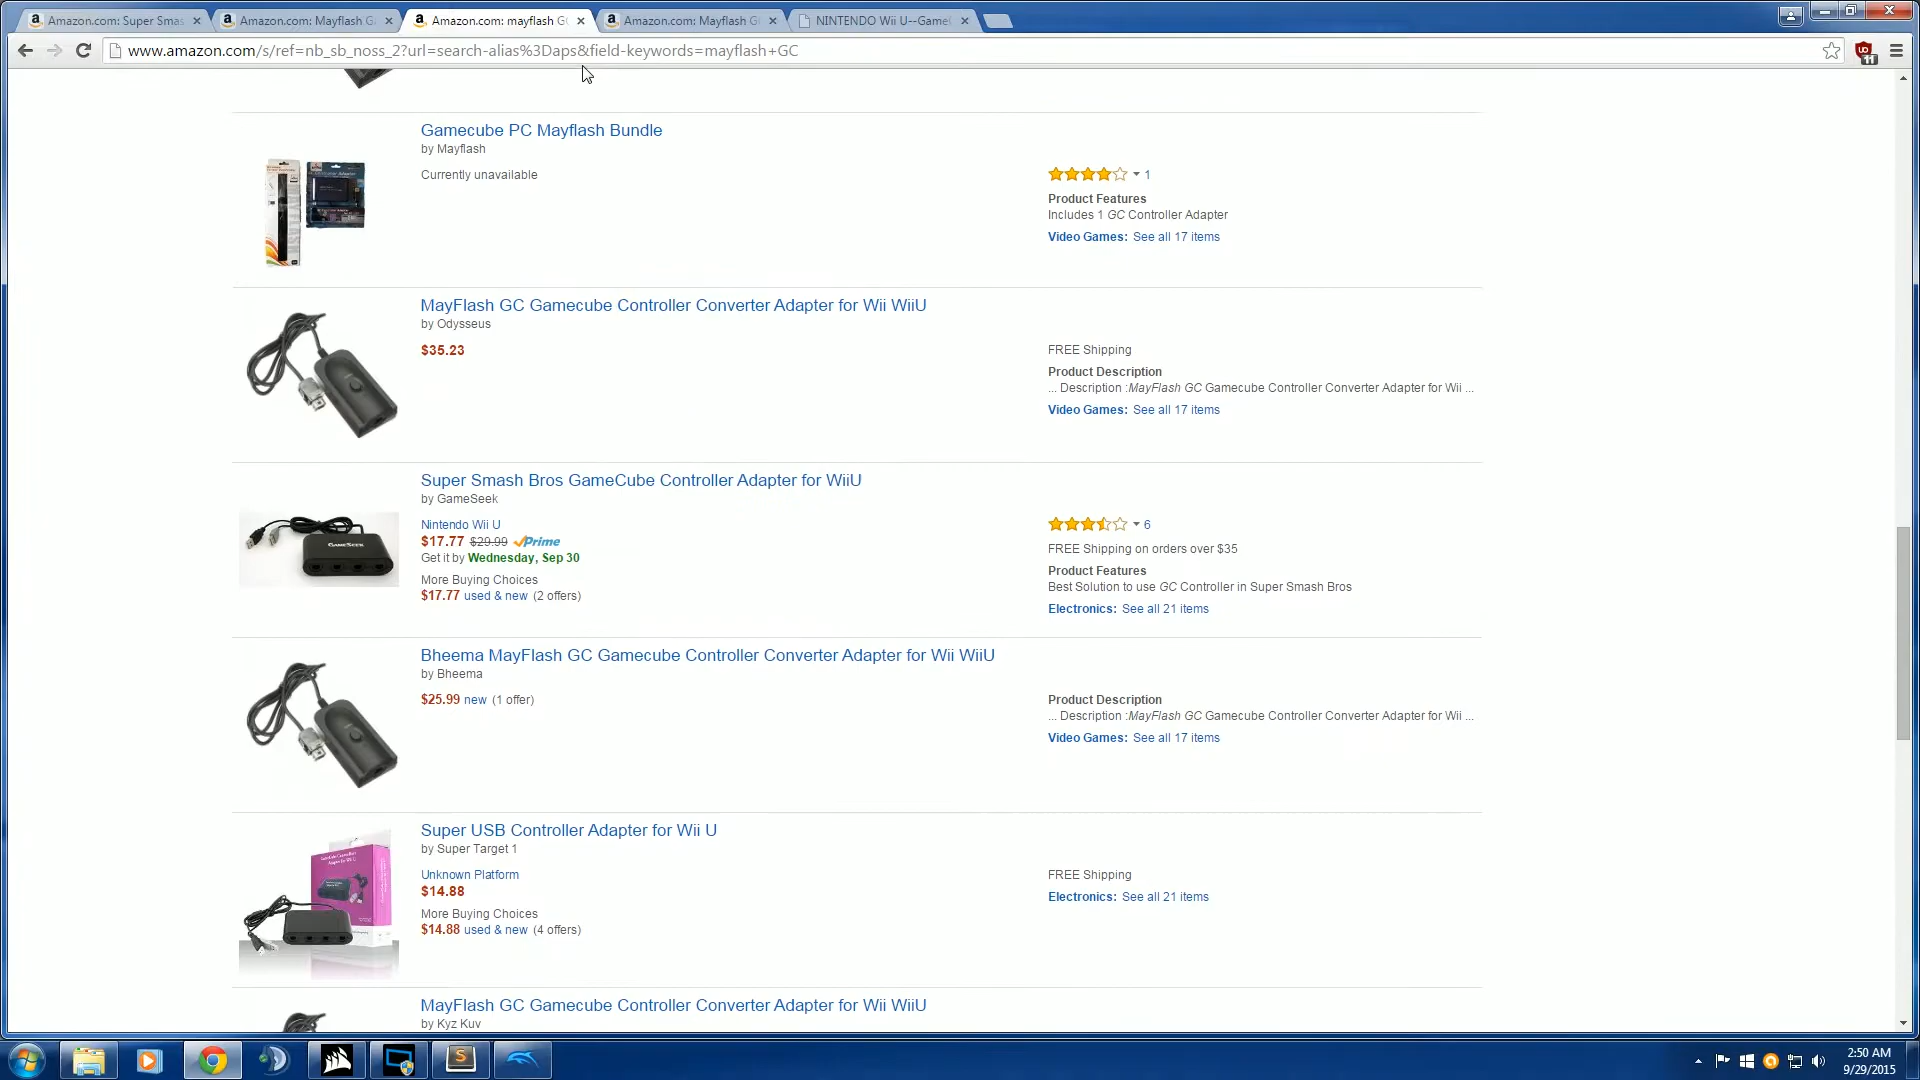 Amazon.com: Super Smas
Amazon.com: Mayflash G
Amazon.com: mayflash GC
Amazon.com: Mayflash G
NINTENDO Wii U--GameC
www.amazon.com/s/ref=nb_sb_noss_2?url=search-alias%3Daps&field-keywords=mayflash+GC
11
Gamecube PC Mayflash Bundle
by Mayflash
Currently unavailable
1
Product Features
Includes 1 GC Controller Adapter
Video Games: See all 17 items
MayFlash GC Gamecube Controller Converter Adapter for Wii WiiU
by Odysseus
$35.23
FREE Shipping
Product Description
... Description :MayFlash GC Gamecube Controller Converter Adapter for Wii ...
Video Games: See all 17 items
Super Smash Bros GameCube Controller Adapter for WiiU
by GameSeek
Nintendo Wii U
$17.77 $29.99 Prime
Get it by Wednesday, Sep 30
More Buying Choices
$17.77 used & new (2 offers)
GAMESEEK
6
FREE Shipping on orders over $35
Product Features
Best Solution to use GC Controller in Super Smash Bros
Electronics: See all 21 items
Bheema MayFlash GC Gamecube Controller Converter Adapter for Wii WiiU
by Bheema
$25.99 new (1 offer)
Product Description
... Description :MayFlash GC Gamecube Controller Converter Adapter for Wii ...
Video Games: See all 17 items
Super USB Controller Adapter for Wii U
by Super Target 1
Unknown Platform
$14.88
More Buying Choices
$14.88 used & new (4 offers)
FREE Shipping
Electronics: See all 21 items
MayFlash GC Gamecube Controller Converter Adapter for Wii WiiU
by Kyz Kuv
2:50 AM
9/29/2015